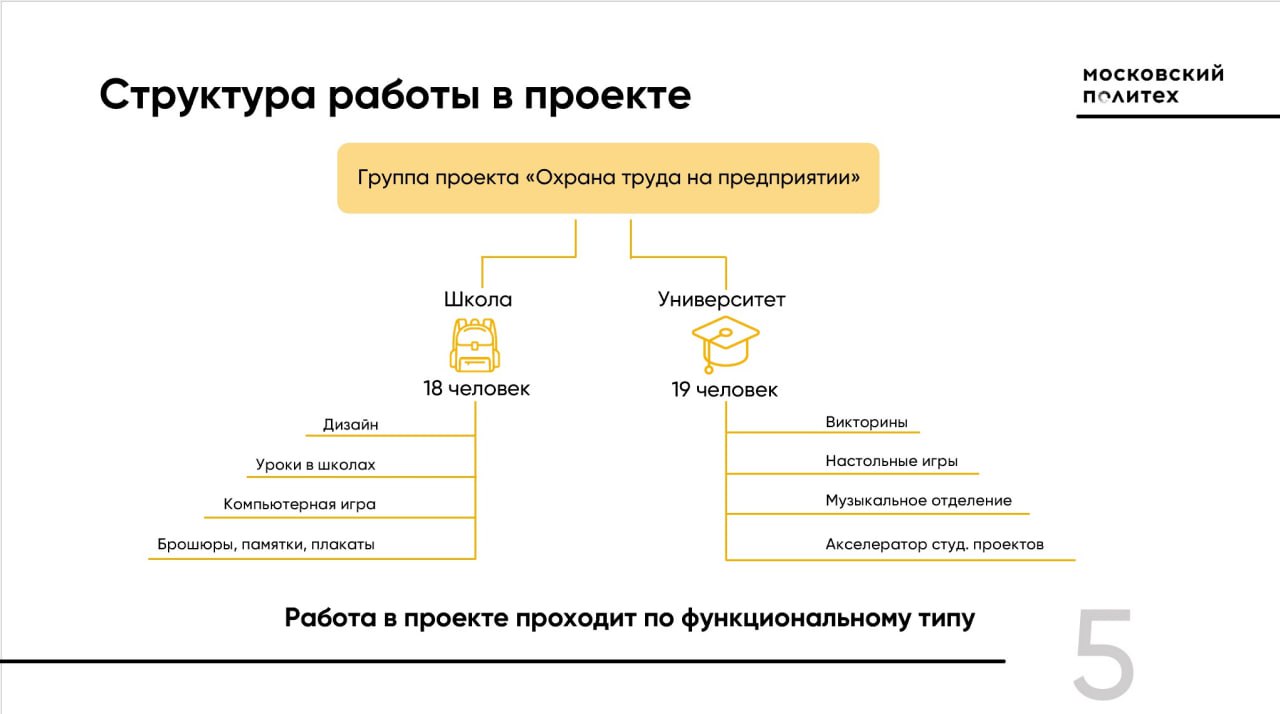 Структура работы в проекте
московский
политех
Группа проекта «Охрана труда на предприятии»
Школа
18 человек
Дизайн
Уроки в школах
Компьютерная игра
Брошюры, памятки, плакаты
Университет
19 человек
Викторины
Настольные игры
Музыкальное отделение
Акселератор студ. проектов
Работа в проекте проходит по функциональному типу
5